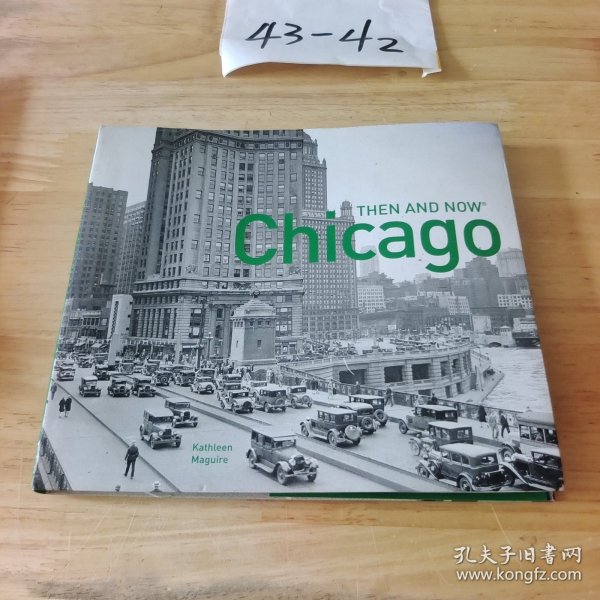 43-42
THEN AND NOW®
Chicago
Kathleen
Maguire
孔夫子旧书网
www.kongfz.com